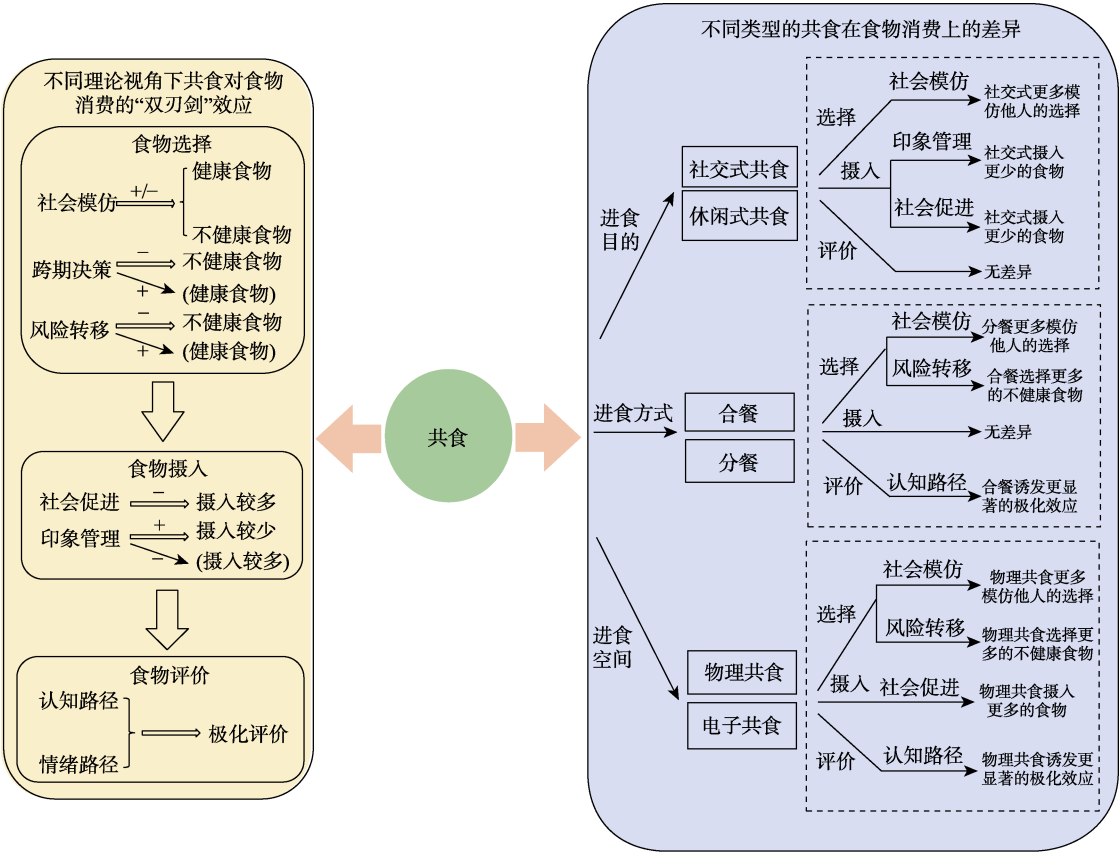 不同理论视角下共食对食物
消费的“双刃剑”效应
食物选择
社会模仿
+/−
健康食物
不健康食物
跨期决策
−
不健康食物
+
(健康食物)
风险转移
−
不健康食物
+
(健康食物)
食物摄入
社会促进
−
摄入较多
印象管理
+
摄入较少
−
(摄入较多)
食物评价
认知路径
情绪路径
极化评价
共食
不同类型的共食在食物消费上的差异
进食
目的
社交式共食
休闲式共食
选择
社会模仿
社交式更多模
仿他人的选择
摄入
印象管理
社交式摄入
更少的食物
社会促进
社交式摄入
更少的食物
评价
无差异
进食方式
合餐
分餐
选择
社会模仿
分餐更多模仿
他人的选择
风险转移
合餐选择更多
的不健康食物
摄入
无差异
评价
认知路径
合餐诱发更显
著的极化效应
进食
空间
物理共食
电子共食
选择
社会模仿
物理共食更多
模仿他人的选择
风险转移
物理共食选择更
多的不健康食物
摄入
社会促进
物理共食摄入
更多的食物
评价
认知路径
物理共食诱发更
显著的极化效应